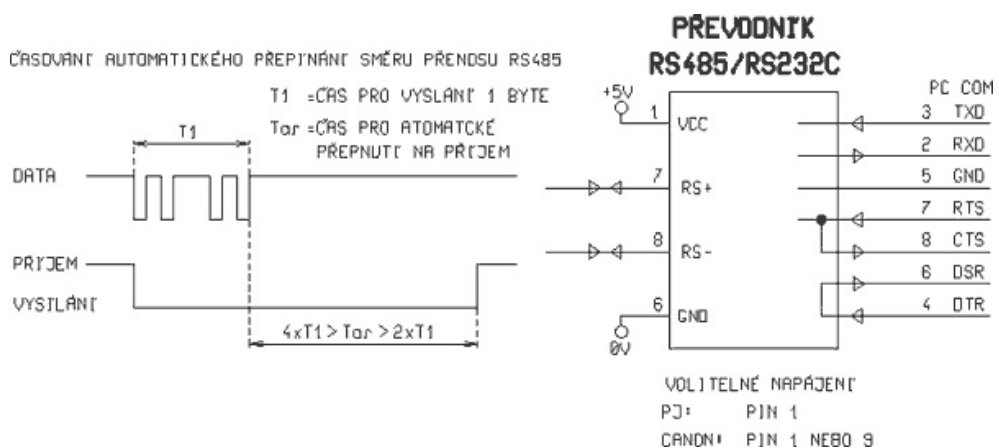 ČASOVÁNÍ AUTOMATICKÉHO PŘEPÍNÁNÍ SMĚRU PŘENOSU RS485
T1 =ČAS PRO VYSLÁNÍ 1 BYTE
Tar =ČAS PRO ATOMATCKÉ
PŘEPNUTÍ NA PŘÍJEM
T1
DATA
PŘÍJEM
VYSÍLÁNÍ
4xT1 > Tar > 2xT1
PŘEVODNÍK
RS485/RS232C
PC COM
+5V
1 VCC
7 RS+
8 RS-
6 GND
0V
3 TXD
2 RXD
5 GND
7 RTS
8 CTS
6 DSR
4 DTR
VOLITELNÉ NAPÁJENÍ
PJ: PIN 1
CANON: PIN 1 NEBO 9